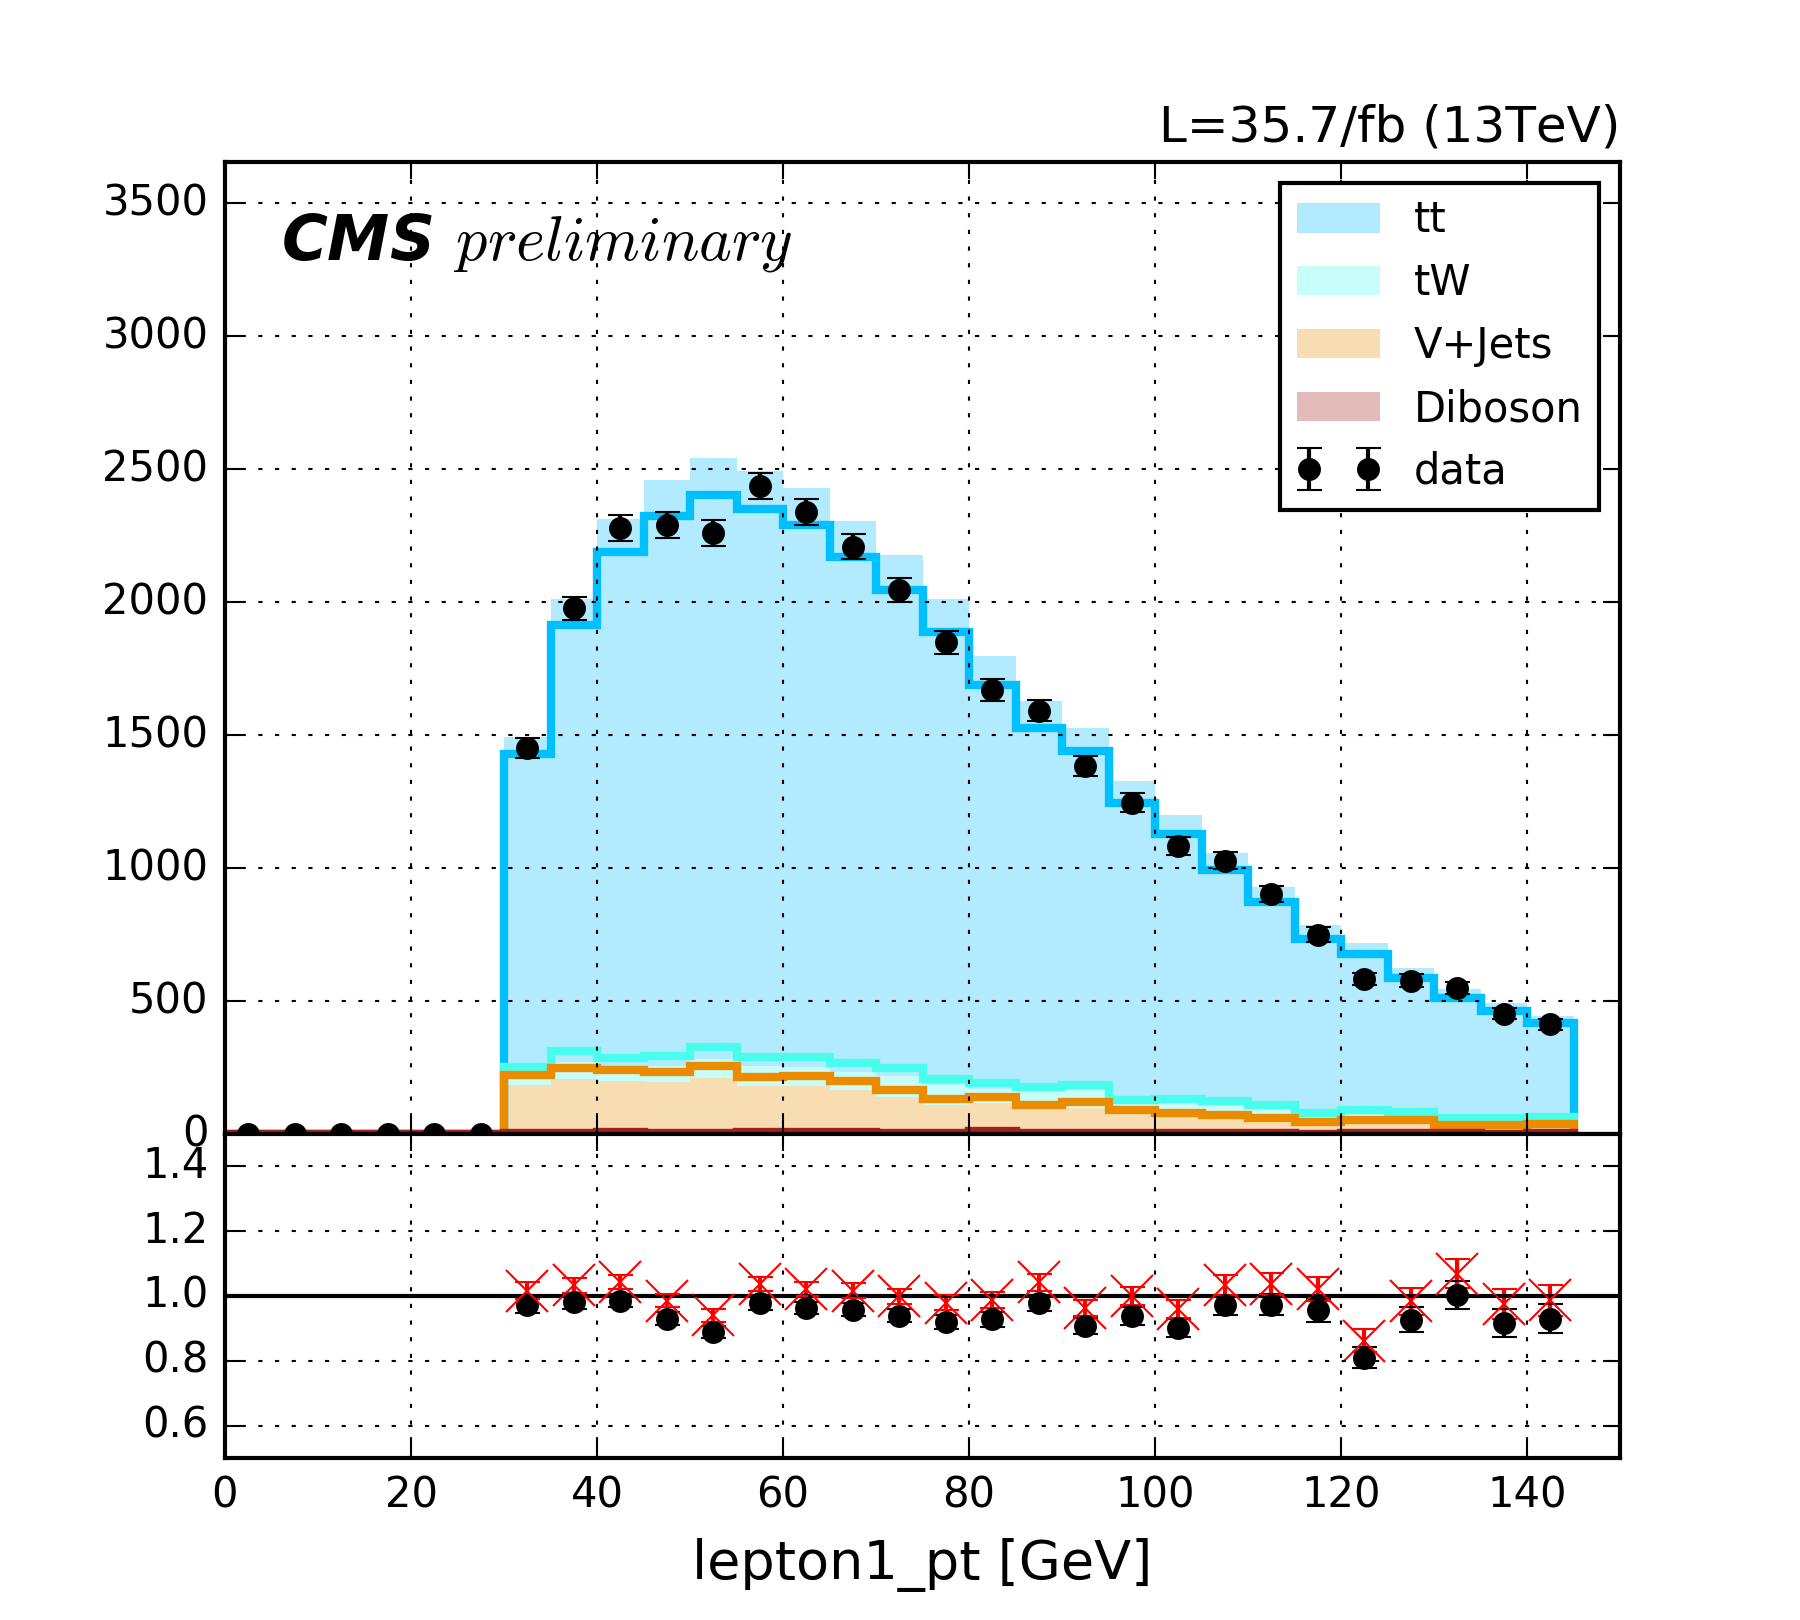 L=35.7/fb (13TeV)
CMS preliminary
tt
tW
V+Jets
Diboson
data
3500
3000
2500
2000
1500
1000
500
0
1.4
1.2
1.0
0.8
0.6
0 20 40 60 80 100 120 140
lepton1_pt [GeV]